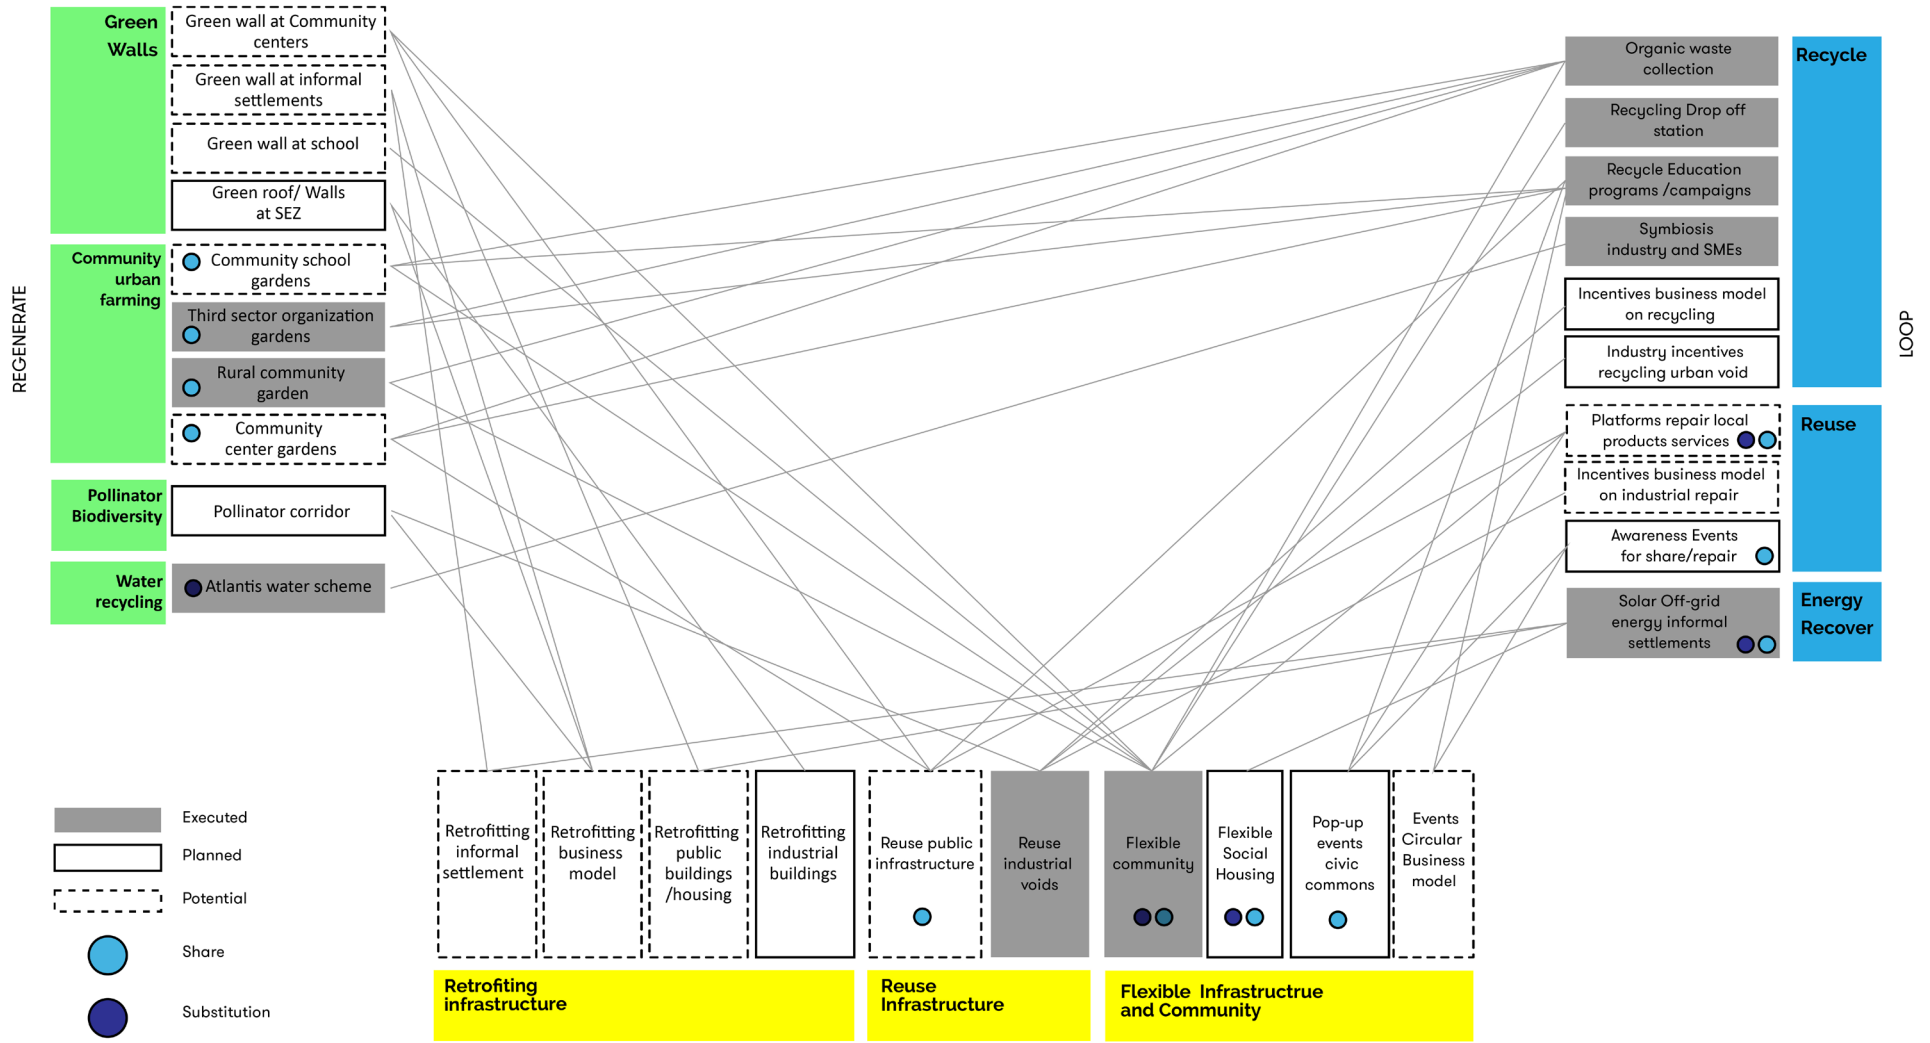 REGENERATE
Green
Walls
Green wall at Community
centers
Green wall at informal
settlements
Green wall at school
Green roof/ Walls
at SEZ
Community
urban
farming
Community school
gardens
Third sector organization
gardens
Rural community
garden
Community
center gardens
Pollinator
Biodiversity
Pollinator corridor
Water
recycling
Atlantis water scheme
Organic waste
collection
Recycling Drop off
station
Recycle Education
programs /campaigns
Symbiosis
industry and SMEs
Incentives business model
on recycling
Industry incentives
recycling urban void
Recycle
Platforms repair local
products services
Incentives business model
on industrial repair
Awareness Events
for share/repair
Reuse
Solar Off-grid
energy informal
settlements
Energy
Recover
LOOP
Retrofitting
informal
settlement
Retrofitting
business
model
Retrofitting
public
buildings
/housing
Retrofitting
industrial
buildings
Reuse public
infrastructure
Reuse
industrial
voids
Flexible
community
Flexible
Social
Housing
Pop-up
events
civic
commons
Events
Circular
Business
model
Retrofiting
infrastructure
Reuse
Infrastructure
Flexible Infrastructrue
and Community
Executed
Planned
Potential
Share
Substitution